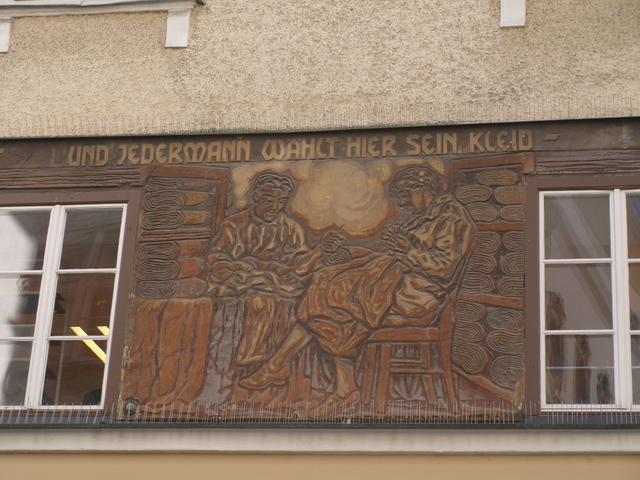 - UND JEDERMANN WÄHLT HIER SEIN KLEID -